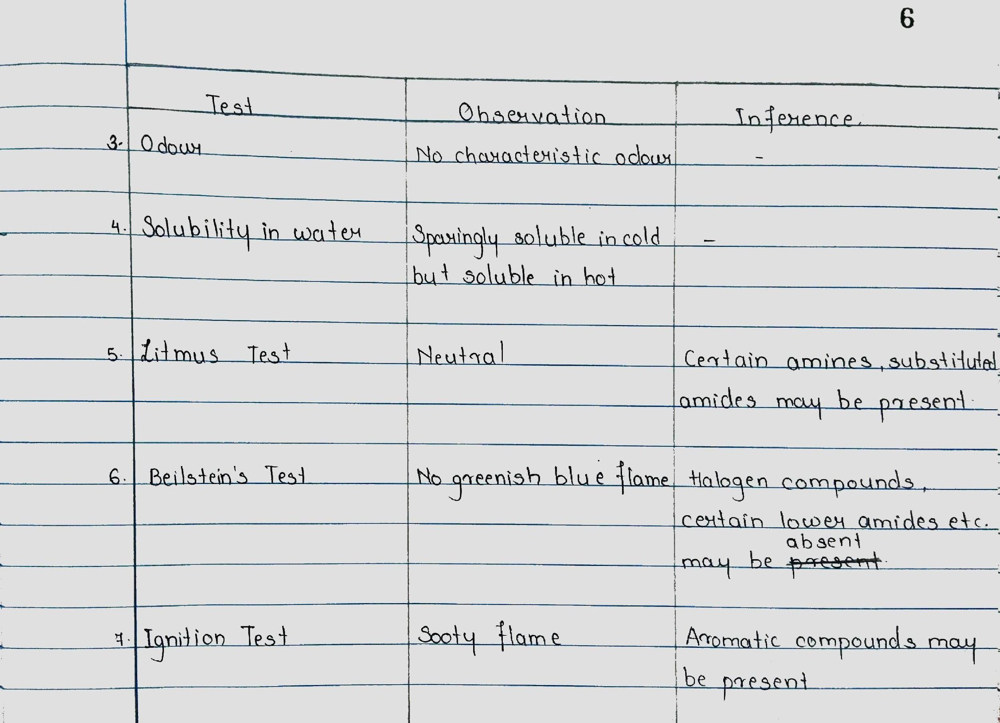 6
Test Observation Inference.
3. Odour No characteristic odour -
4. Solubility in water Sparingly soluble in cold -
but soluble in hot
5. Litmus Test Neutral Certain amines, substituted
amides may be present.
6. Beilstein's Test No greenish blue flame Halogen compounds,
certain lower amides etc.
absent
may be present.
7. Ignition Test Sooty flame Aromatic compounds may
be present